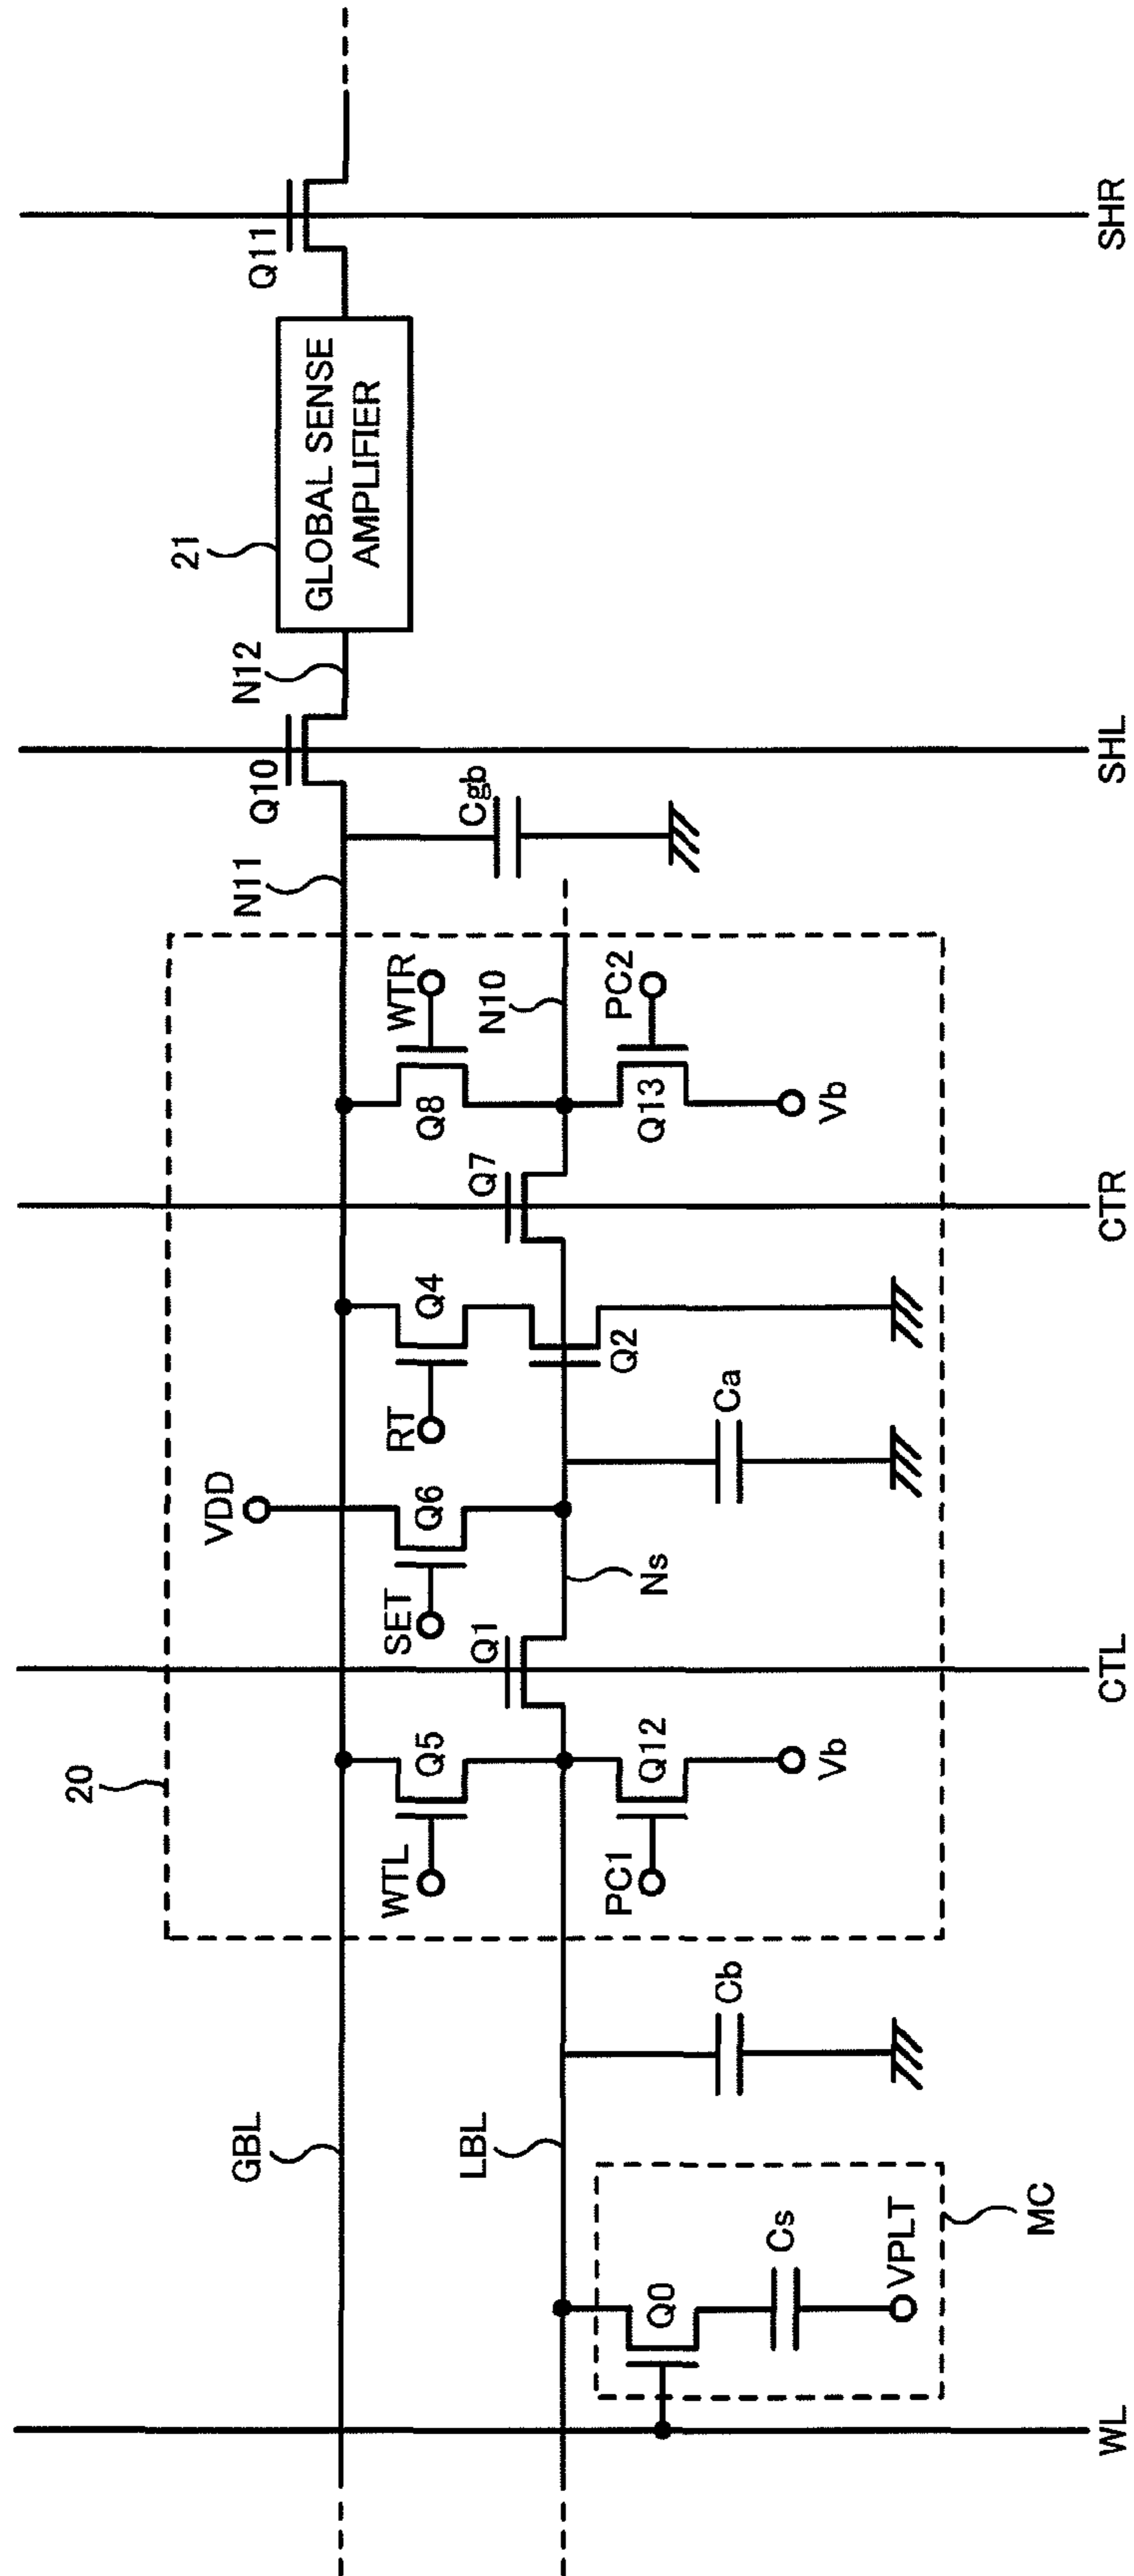 20
21
VDD
GBL
N11
Q10
N12
GLOBAL SENSE
AMPLIFIER
Q11
WTL
Q5
SET
Q6
RT
Q4
Q8
WTR
Cgb
LBL
Q1
Q7
N10
Q0
PC1
Q12
Ns
Q2
Q13
PC2
Cs
Cb
Ca
Vb
Vb
VPLT
MC
WL
CTL
CTR
SHL
SHR